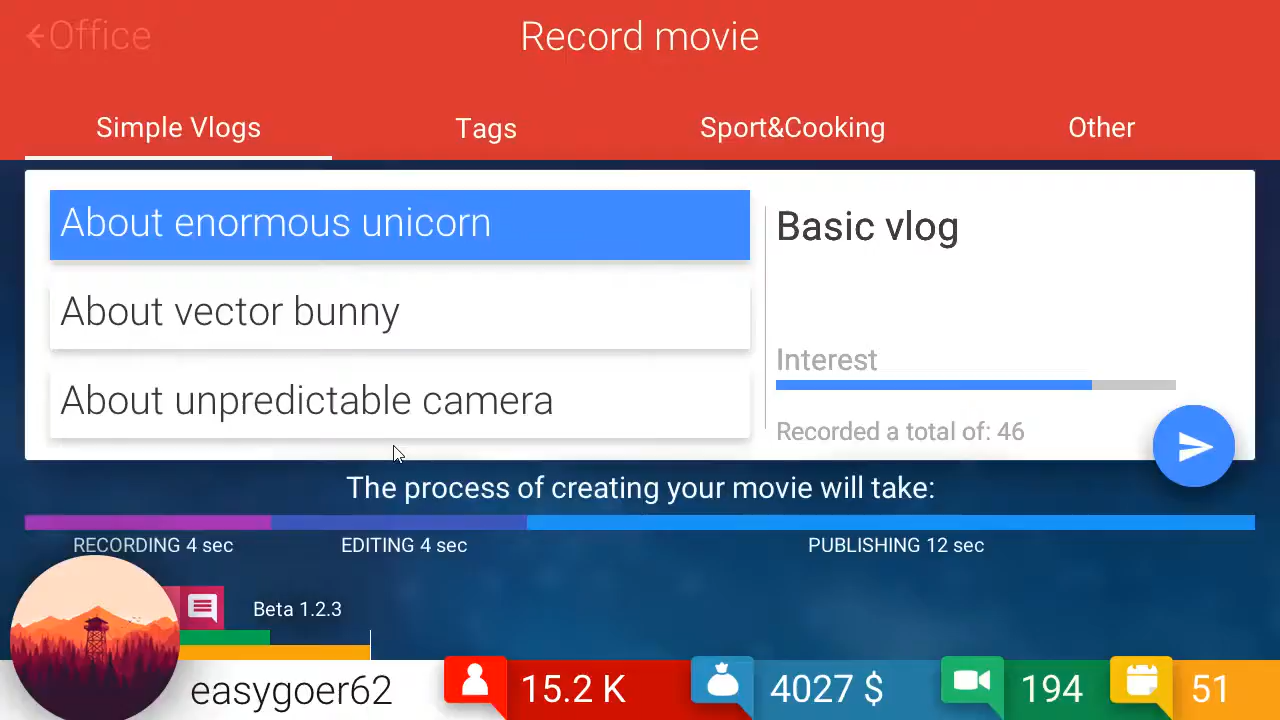 Office
Record movie
Simple Vlogs
Tags
Sport&Cooking
Other
About enormous unicorn
About vector bunny
About unpredictable camera
Basic vlog
Interest
Recorded a total of: 46
The process of creating your movie will take:
RECORDING 4 sec
EDITING 4 sec
PUBLISHING 12 sec
Beta 1.2.3
easygoer62
15.2 K
4027 $
194
51